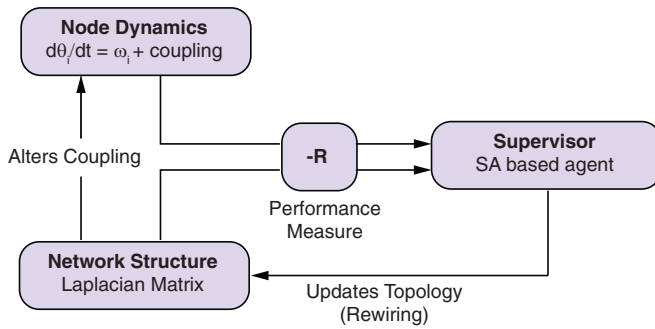 Node Dynamics
dθi/dt = ωi + coupling
Alters Coupling
-R
Supervisor
SA based agent
Performance
Measure
Network Structure
Laplacian Matrix
Updates Topology
(Rewiring)